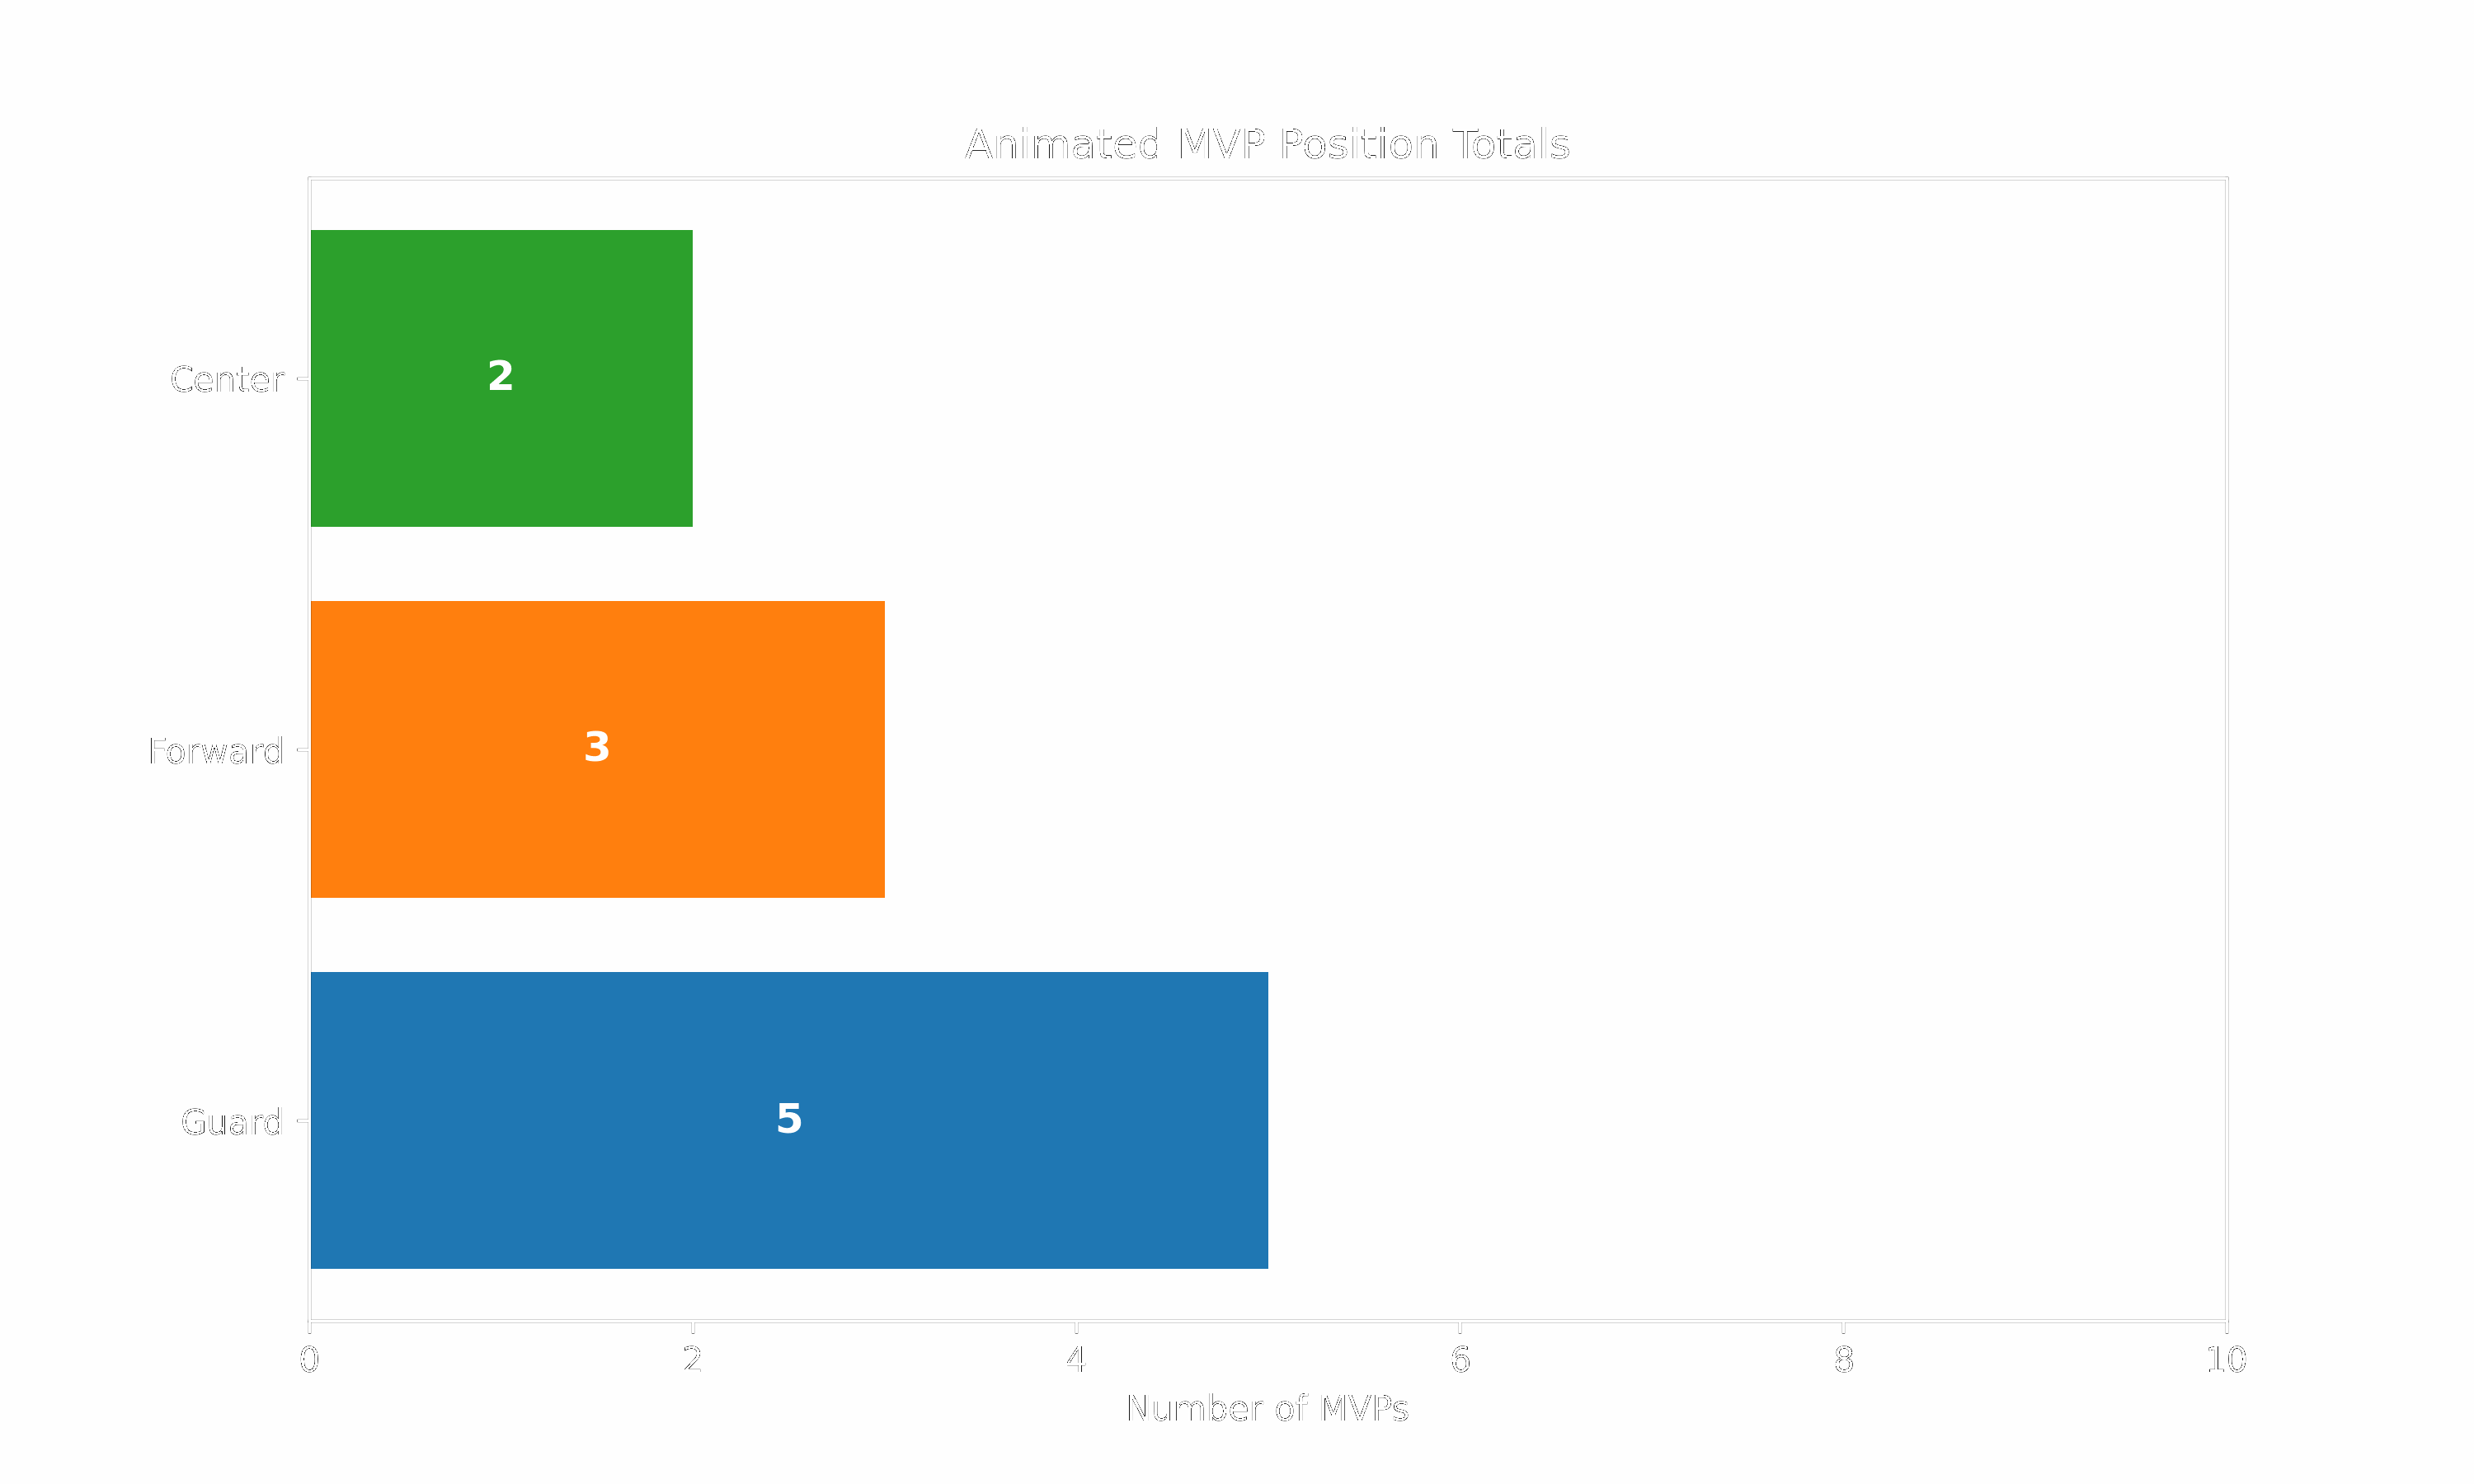 Animated MVP Position Totals
Center
2
Forward
3
Guard
5
0 2 4 6 8 10
Number of MVPs